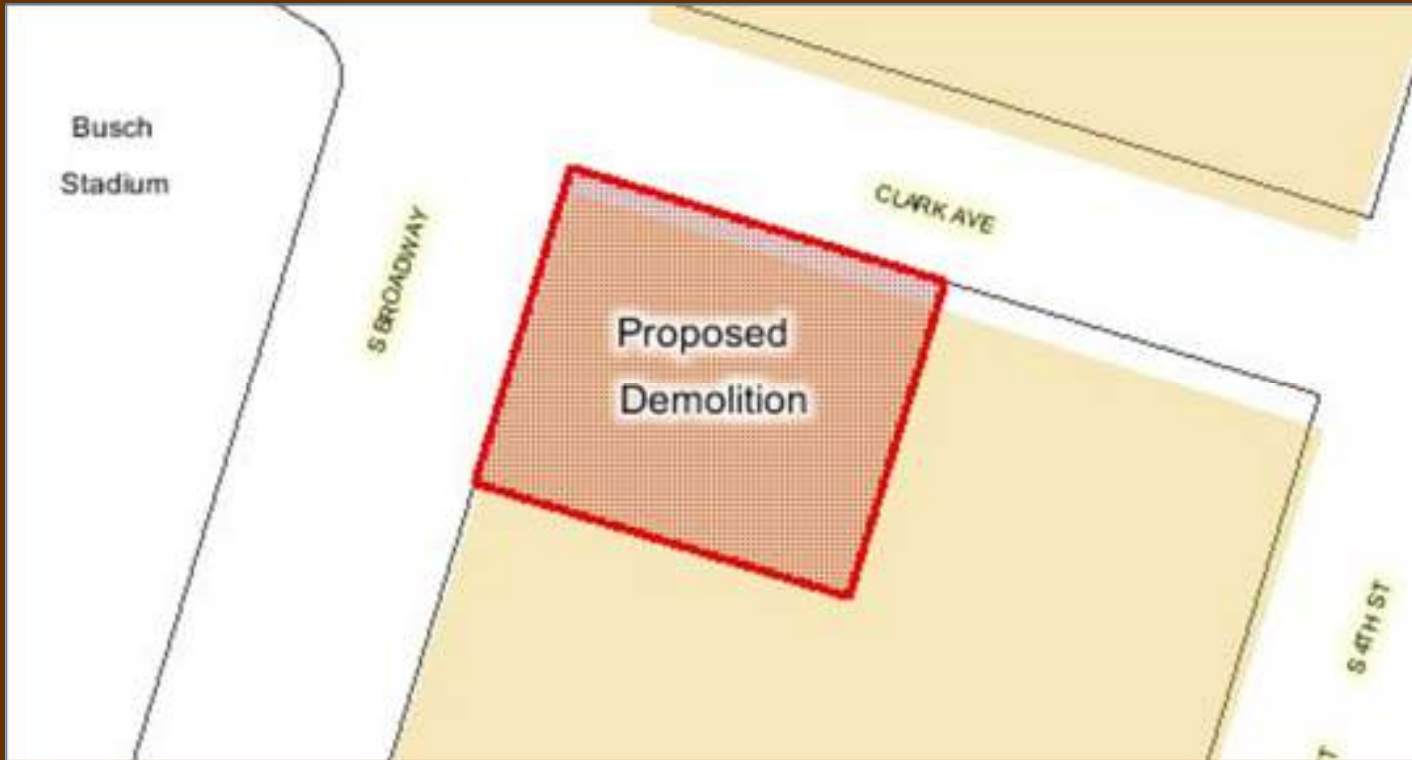 Busch
Stadium
S BROADWAY
CLARK AVE
Proposed
Demolition
S 4TH ST
T